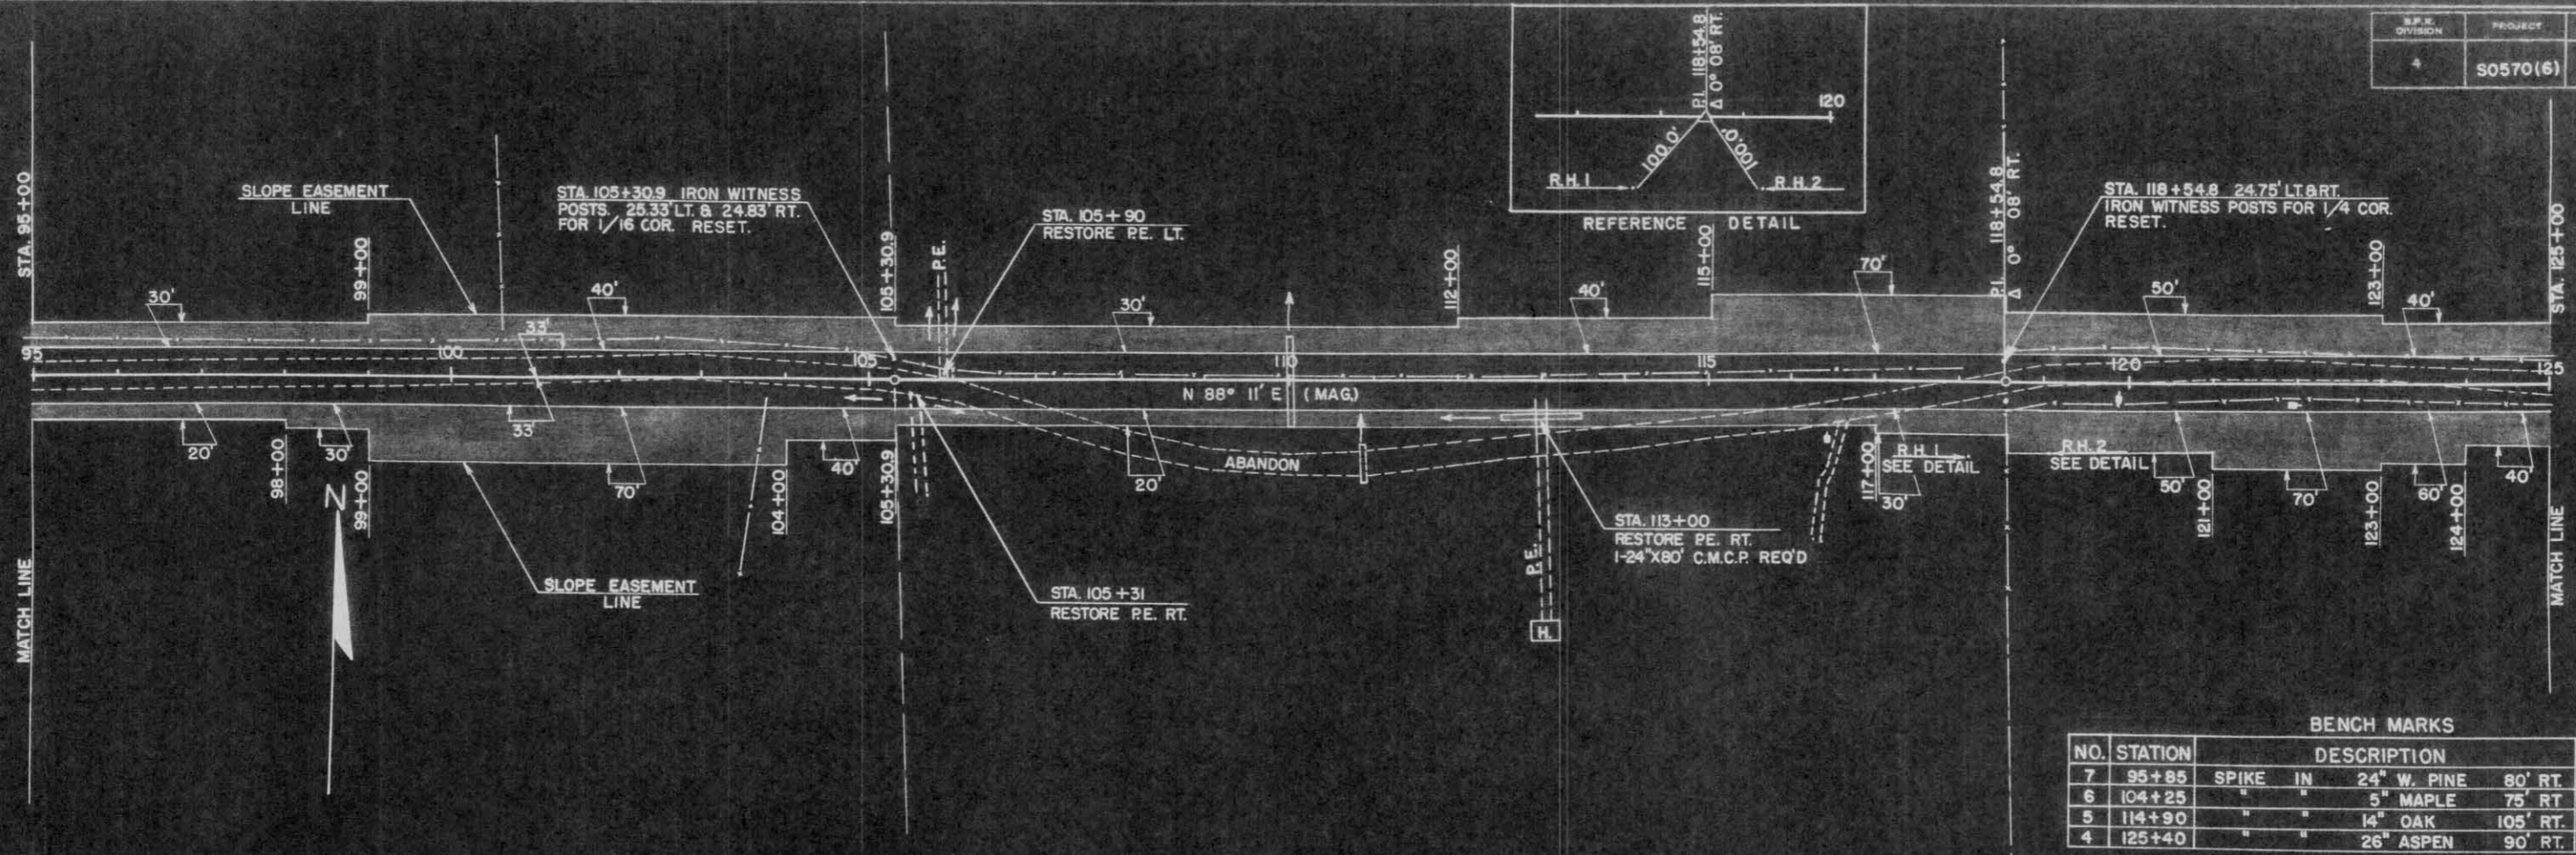 B.P.R.
DIVISION
PROJECT
4
S0570(6)
P.I. 118+54.8
Δ 0° 08' RT.
120
100.0'
100.0'
R.H. 1
R.H. 2
REFERENCE DETAIL
STA. 95+00
MATCH LINE
SLOPE EASEMENT
LINE
STA. 105+30.9 IRON WITNESS
POSTS. 25.33' LT. & 24.83' RT.
FOR 1/16 COR. RESET.
STA. 105+90
RESTORE P.E. LT.
STA. 118+54.8 24.75' LT.&RT.
IRON WITNESS POSTS FOR 1/4 COR.
RESET.
STA. 125+00
MATCH LINE
99+00
105+30.9
P.E.
112+00
115+00
P.I. 118+54.8
Δ 0° 08' RT.
123+00
30'
40'
33'
30'
40'
70'
50'
40'
95
100
105
110
115
120
125
N 88° 11' E (MAG.)
20'
98+00
30'
99+00
33'
70'
104+00
40'
105+30.9
20'
ABANDON
117+00
30'
R.H. 1
SEE DETAIL
R.H. 2
SEE DETAIL
50'
121+00
70'
123+00
60'
124+00
40'
N
SLOPE EASEMENT
LINE
STA. 105+31
RESTORE P.E. RT.
STA. 113+00
RESTORE P.E. RT.
1-24"X80' C.M.C.P. REQ'D
P.E.
H.
BENCH MARKS
NO. STATION DESCRIPTION
7 95+85 SPIKE IN 24" W. PINE 80' RT.
6 104+25 " " 5" MAPLE 75' RT
5 114+90 " " 14" OAK 105' RT.
4 125+40 " " 26" ASPEN 90' RT.